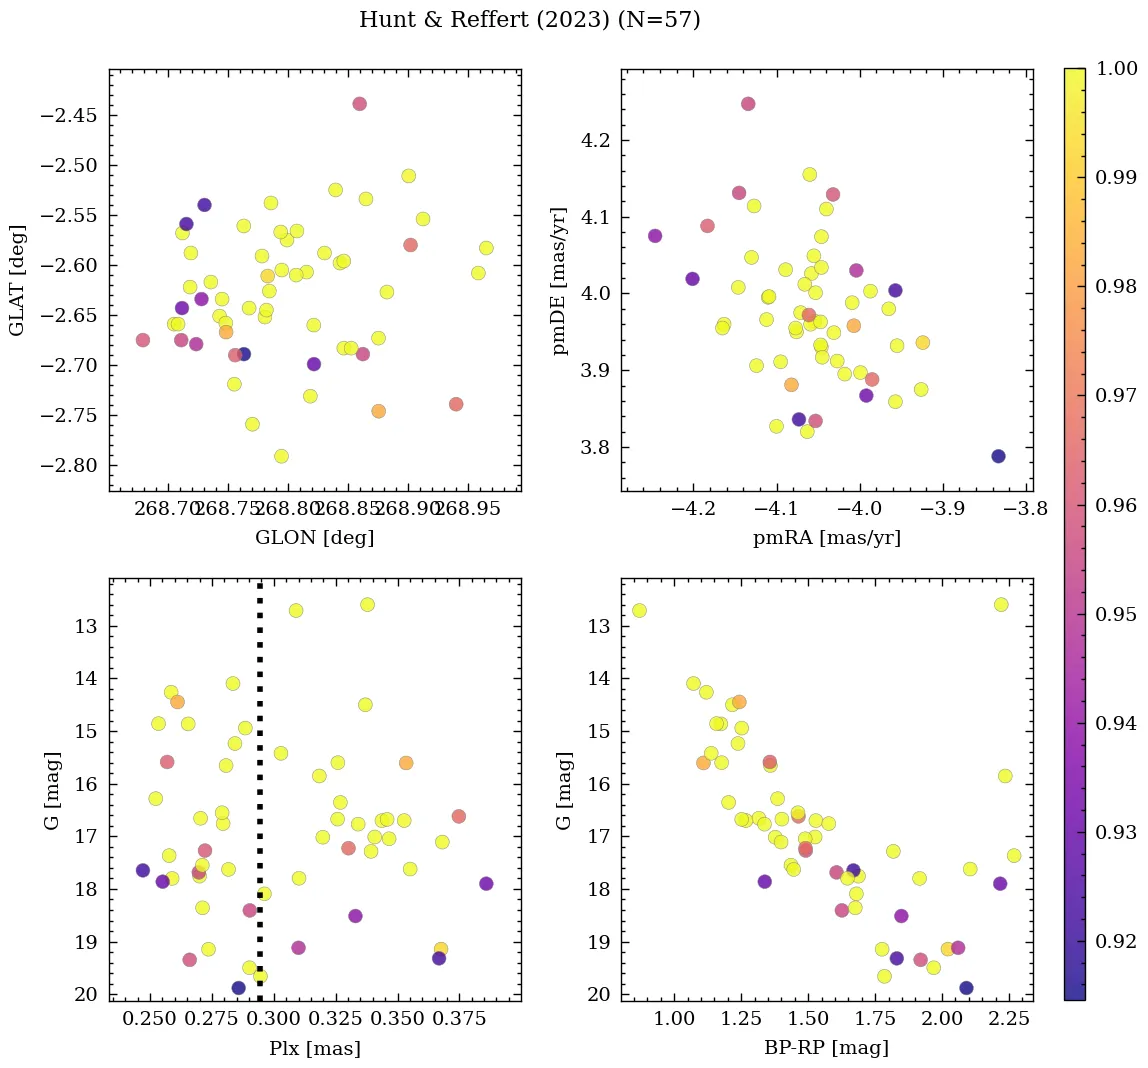 Hunt & Reffert (2023) (N=57)
−2.45
−2.50
−2.55
−2.60
−2.65
−2.70
−2.75
−2.80
GLAT [deg]
268.70 268.75 268.80 268.85 268.90 268.95
GLON [deg]
4.2
4.1
4.0
3.9
3.8
pmDE [mas/yr]
−4.2 −4.1 −4.0 −3.9 −3.8
pmRA [mas/yr]
13
14
15
16
17
18
19
20
G [mag]
0.250 0.275 0.300 0.325 0.350 0.375
Plx [mas]
13
14
15
16
17
18
19
20
G [mag]
1.00 1.25 1.50 1.75 2.00 2.25
BP-RP [mag]
1.00
0.99
0.98
0.97
0.96
0.95
0.94
0.93
0.92